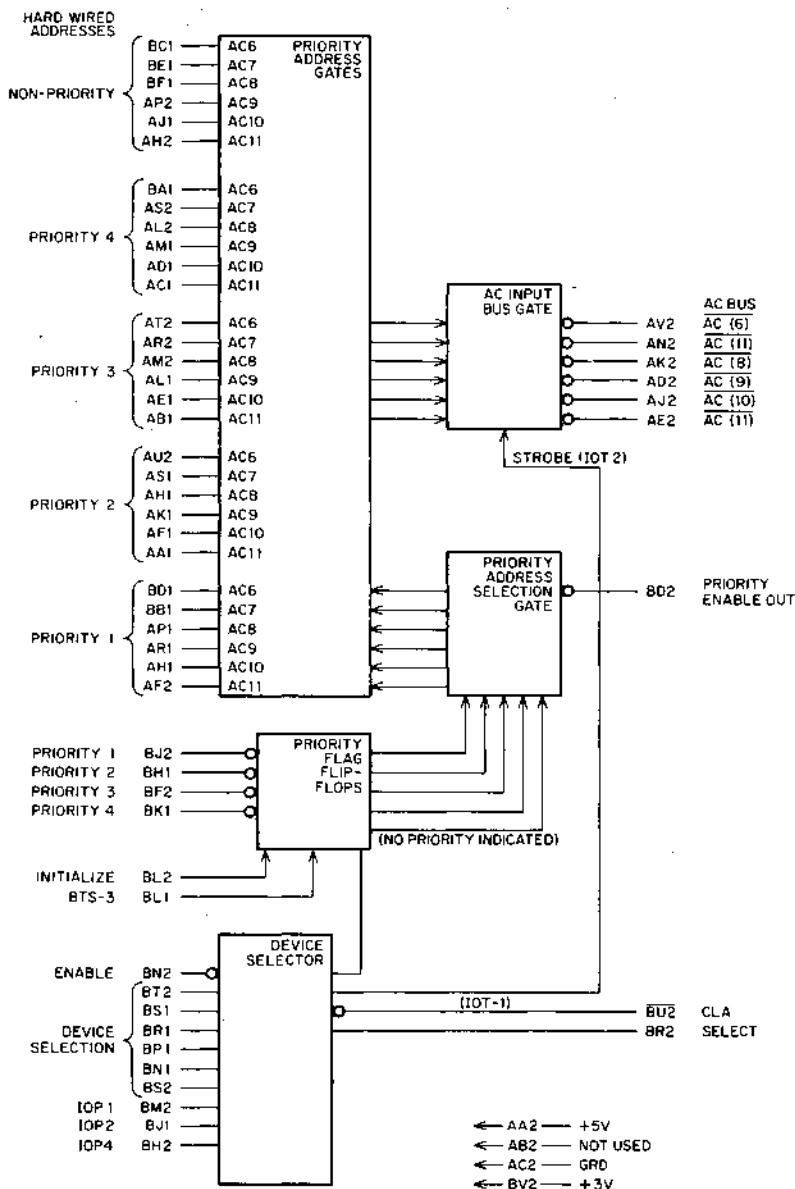 HARD WIRED
ADDRESSES
NON-PRIORITY
BC1 AC6
BE1 AC7
BF1 AC8
AP2 AC9
AJ1 AC10
AH2 AC11
PRIORITY
ADDRESS
GATES
PRIORITY 4
BA1 AC6
AS2 AC7
AL2 AC8
AM1 AC9
AD1 AC10
AC1 AC11
PRIORITY 3
AT2 AC6
AR2 AC7
AM2 AC8
AL1 AC9
AE1 AC10
AB1 AC11
AC INPUT
BUS GATE
AC BUS
AV2 AC (6)
AN2 AC (11)
AK2 AC (8)
AD2 AC (9)
AJ2 AC (10)
AE2 AC (11)
STROBE (IOT 2)
PRIORITY 2
AU2 AC6
AS1 AC7
AH1 AC8
AK1 AC9
AF1 AC10
AA1 AC11
PRIORITY 1
BD1 AC6
BB1 AC7
AP1 AC8
AR1 AC9
AH1 AC10
AF2 AC11
PRIORITY
ADDRESS
SELECTION
GATE
BD2 PRIORITY
ENABLE OUT
PRIORITY 1 BJ2
PRIORITY 2 BH1
PRIORITY 3 BF2
PRIORITY 4 BK1
PRIORITY
FLAG
FLIP-
FLOPS
(NO PRIORITY INDICATED)
INITIALIZE BL2
BTS-3 BL1
DEVICE
SELECTOR
ENABLE BN2
DEVICE
SELECTION
BT2
BS1
BR1
BP1
BN1
BS2
IOP1 BM2
IOP2 BJ1
IOP4 BH2
(IOT-1)
BU2 CLA
BR2 SELECT
AA2 +5V
AB2 NOT USED
AC2 GRD
BV2 +3V